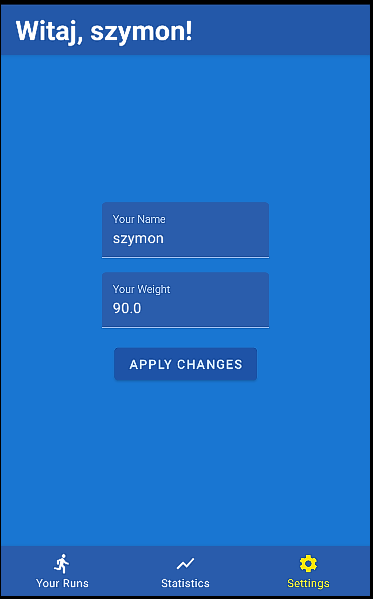 Witaj, szymon!
Your Name
szymon
Your Weight
90.0
APPLY CHANGES
Your Runs
Statistics
Settings